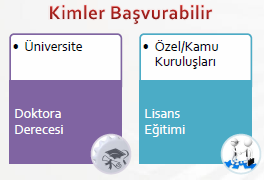 Kimler Başvurabilir
• Üniversite
Doktora
Derecesi
• Özel/Kamu
Kuruluşları
Lisans
Eğitimi